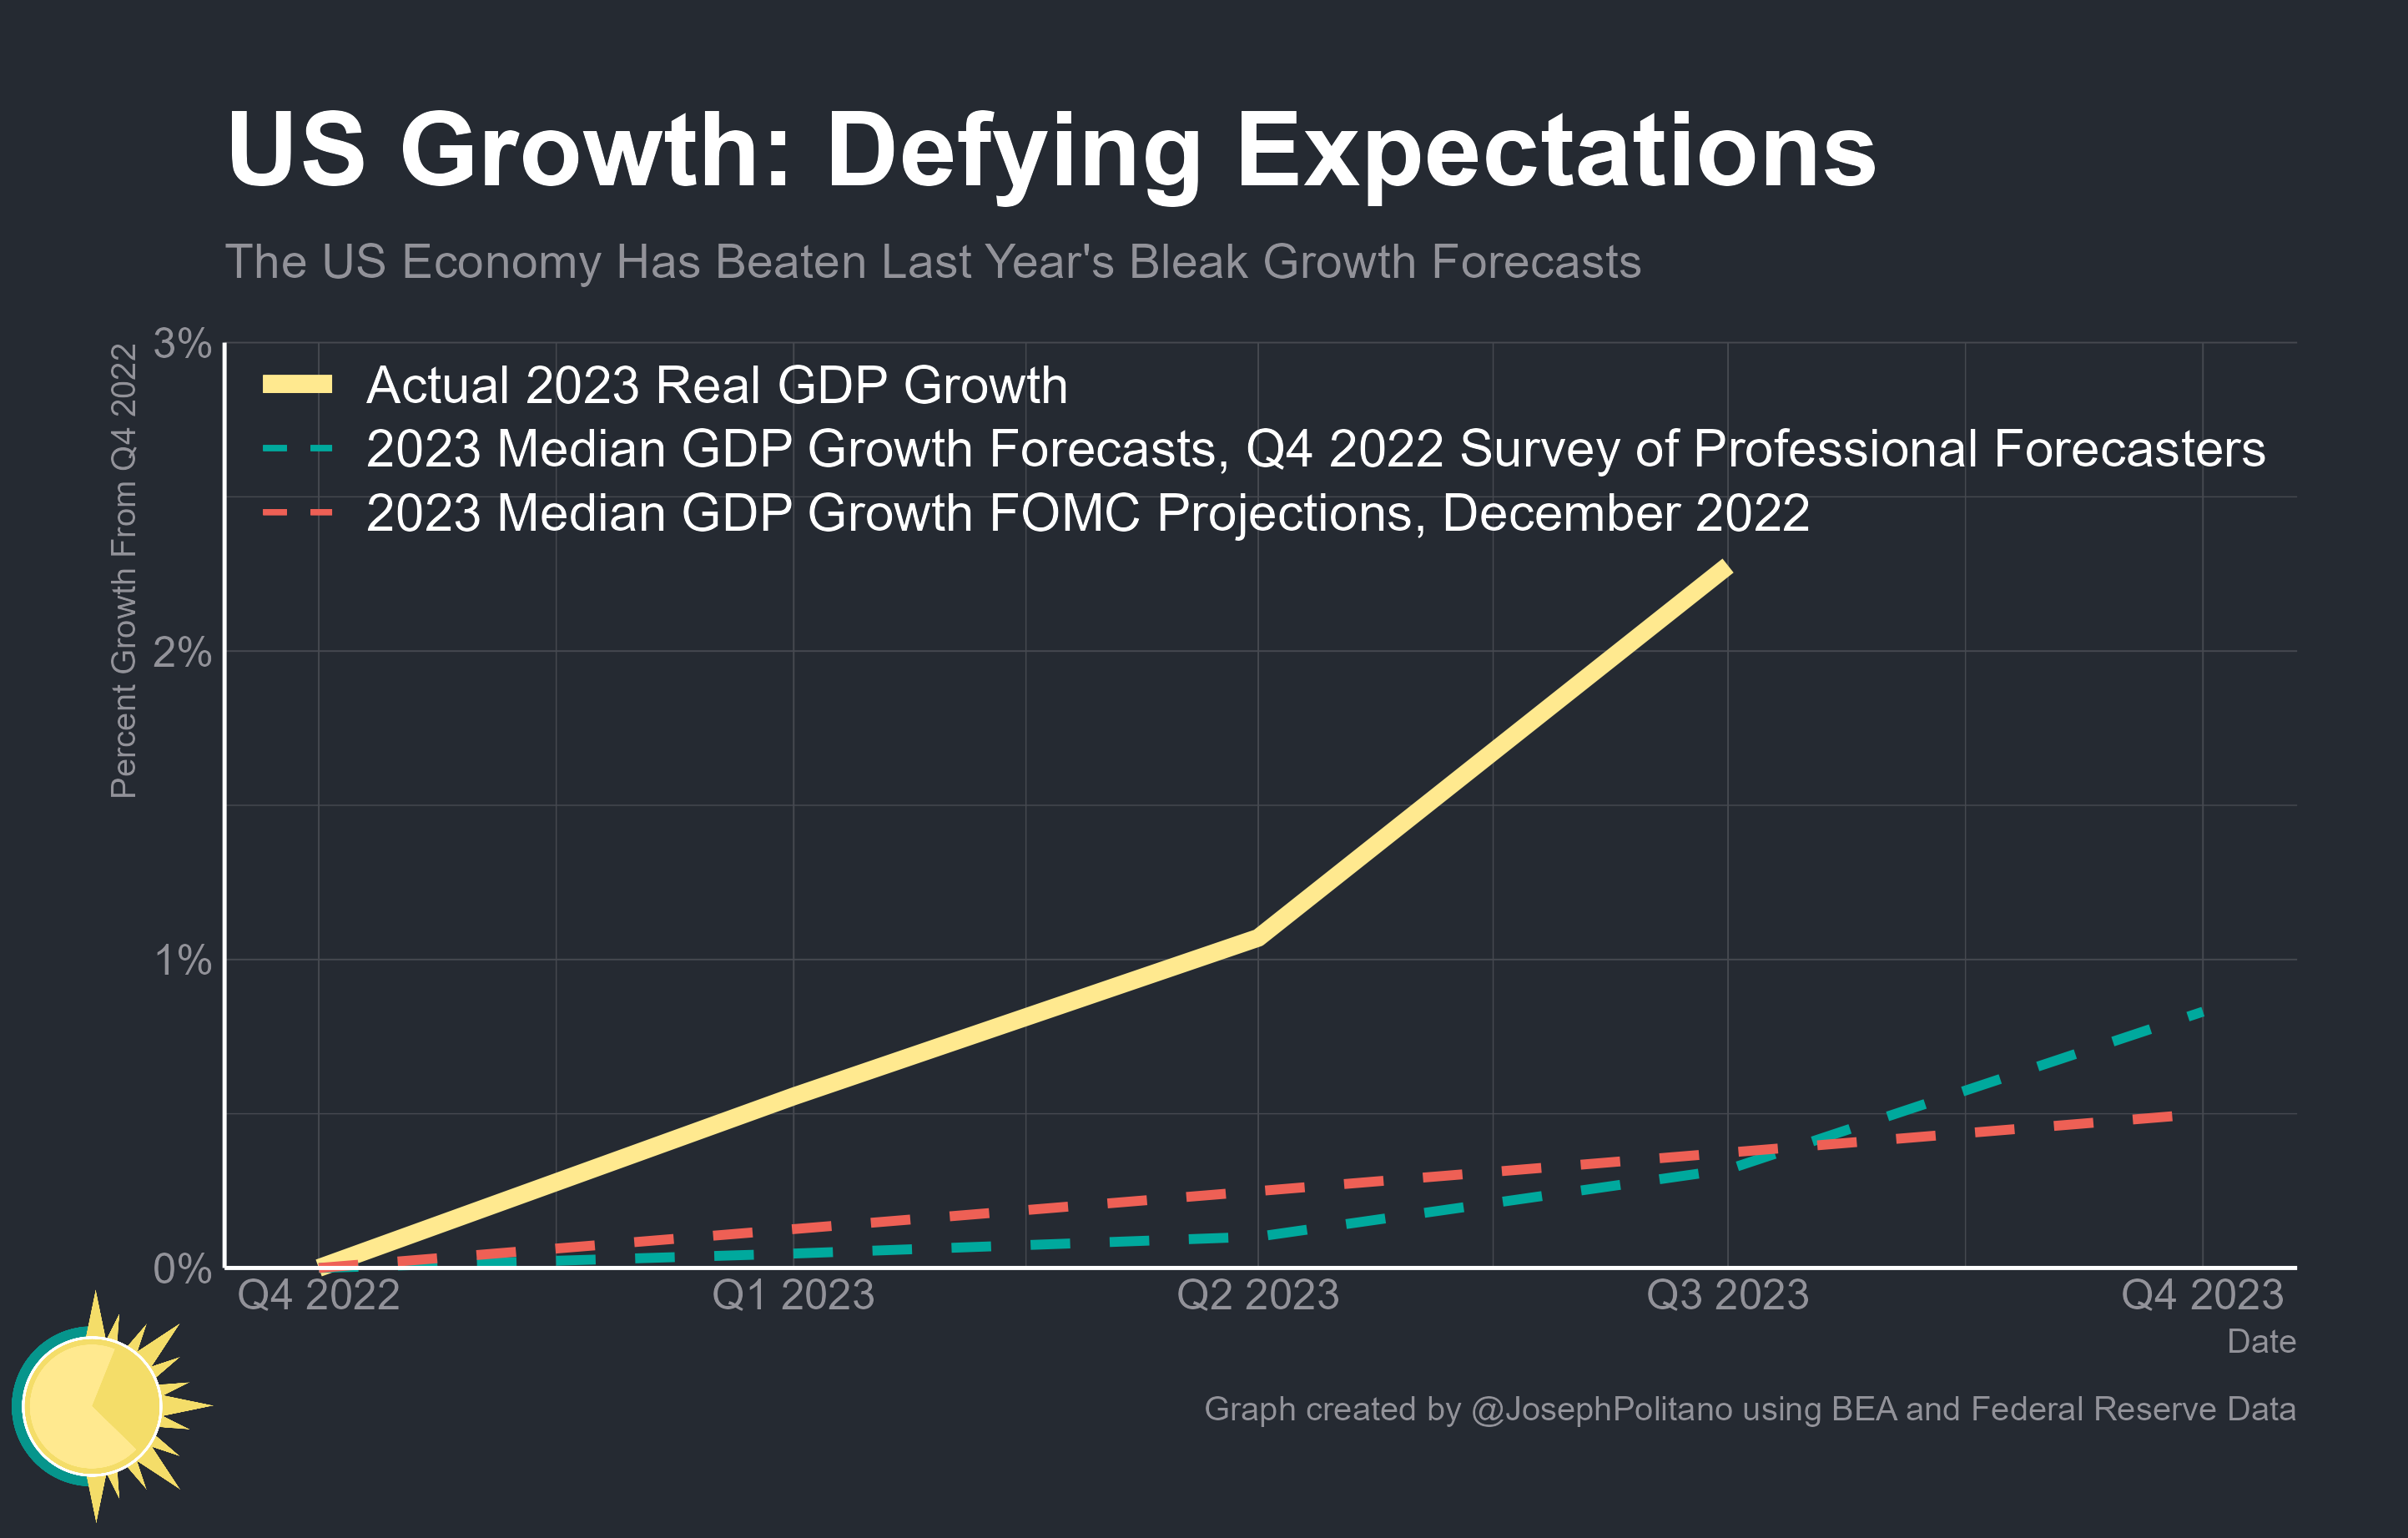 US Growth: Defying Expectations
The US Economy Has Beaten Last Year's Bleak Growth Forecasts
Percent Growth From Q4 2022
3%
2%
1%
0%
Actual 2023 Real GDP Growth
2023 Median GDP Growth Forecasts, Q4 2022 Survey of Professional Forecasters
2023 Median GDP Growth FOMC Projections, December 2022
Q4 2022
Q1 2023
Q2 2023
Q3 2023
Q4 2023
Date
Graph created by @JosephPolitano using BEA and Federal Reserve Data